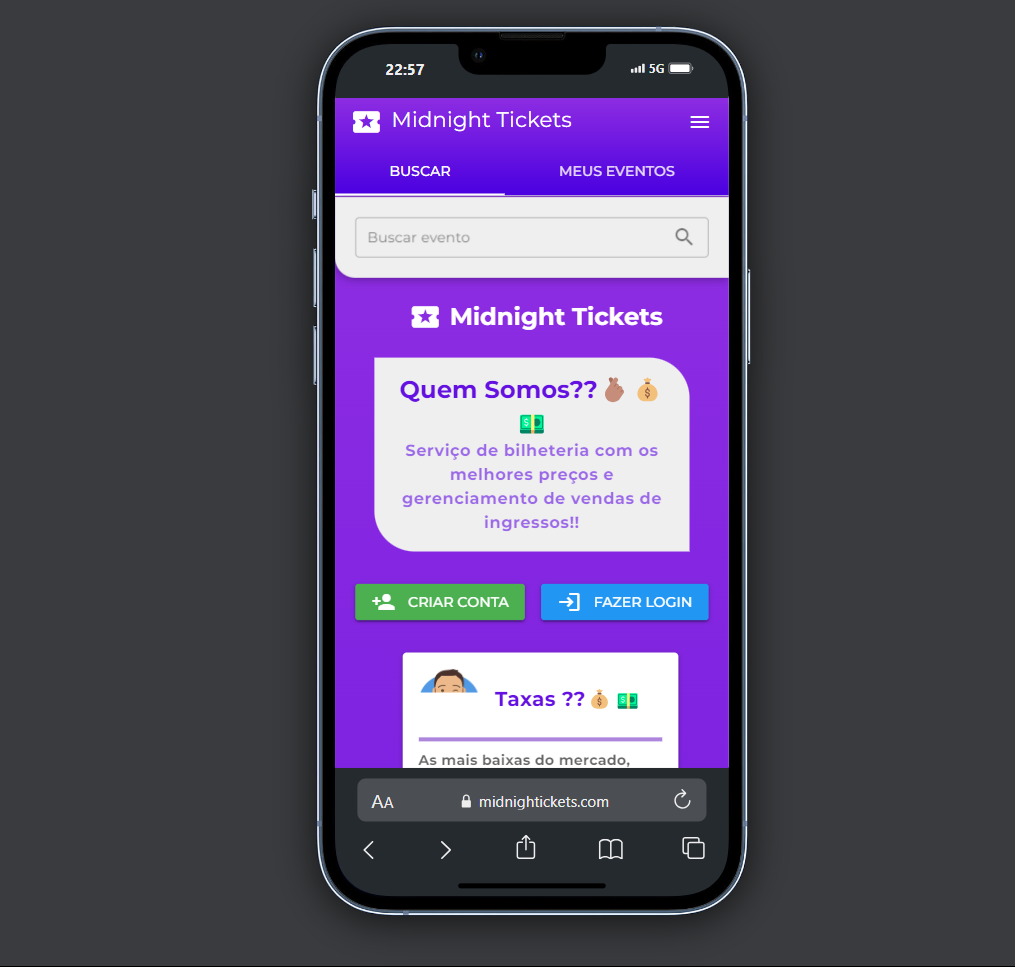 22:57 5G
Midnight Tickets
BUSCAR MEUS EVENTOS
Buscar evento
Midnight Tickets
Quem Somos??
Serviço de bilheteria com os
melhores preços e
gerenciamento de vendas de
ingressos!!
CRIAR CONTA FAZER LOGIN
Taxas ??
As mais baixas do mercado,
AA midnightickets.com